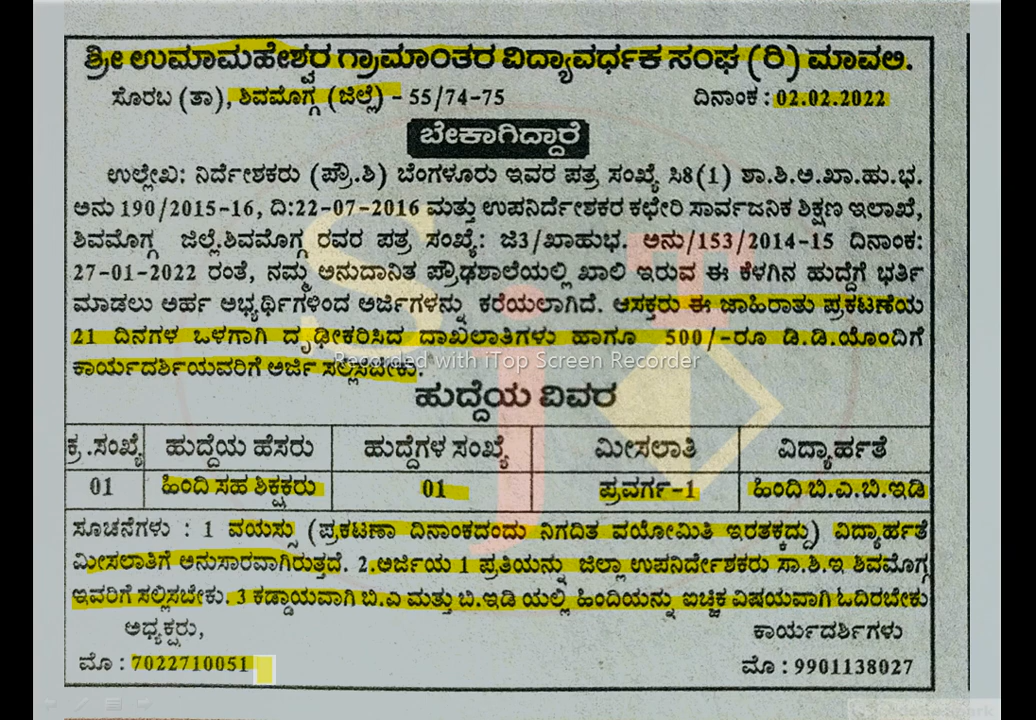 ಶ್ರೀ ಉಮಾಮಹೇಶ್ವರ ಗ್ರಾಮಾಂತರ ವಿದ್ಯಾವರ್ಧಕ ಸಂಘ (ರಿ) ಮಾವಲಿ.
ಸೊರಬ (ತಾ), ಶಿವಮೊಗ್ಗ (ಜಿಲ್ಲೆ) - 55/74-75 ದಿನಾಂಕ : 02.02.2022
ಬೇಕಾಗಿದ್ದಾರೆ
ಉಲ್ಲೇಖ: ನಿರ್ದೇಶಕರು (ಪ್ರೌ.ಶಿ) ಬೆಂಗಳೂರು ಇವರ ಪತ್ರ ಸಂಖ್ಯೆ ಸಿ8(1) ಶಾ.ಶಿ.ಅ.ಖಾ.ಹು.ಭ.
ಅನು 190/2015-16, ದಿ:22-07-2016 ಮತ್ತು ಉಪನಿರ್ದೇಶಕರ ಕಛೇರಿ ಸಾರ್ವಜನಿಕ ಶಿಕ್ಷಣ ಇಲಾಖೆ,
ಶಿವಮೊಗ್ಗ ಜಿಲ್ಲೆ.ಶಿವಮೊಗ್ಗ ರವರ ಪತ್ರ ಸಂಖ್ಯೆ: ಜಿ3/ಖಾಹುಭ. ಅನು/153/2014-15 ದಿನಾಂಕ:
27-01-2022 ರಂತೆ, ನಮ್ಮ ಅನುದಾನಿತ ಪ್ರೌಢಶಾಲೆಯಲ್ಲಿ ಖಾಲಿ ಇರುವ ಈ ಕೆಳಗಿನ ಹುದ್ದೆಗೆ ಭರ್ತಿ
ಮಾಡಲು ಅರ್ಹ ಅಭ್ಯರ್ಥಿಗಳಿಂದ ಅರ್ಜಿಗಳನ್ನು ಕರೆಯಲಾಗಿದೆ. ಆಸಕ್ತರು ಈ ಜಾಹಿರಾತು ಪ್ರಕಟಣೆಯ
21 ದಿನಗಳ ಒಳಗಾಗಿ ದೃಢೀಕರಿಸಿದ ದಾಖಲಾತಿಗಳು ಹಾಗೂ 500/-ರೂ ಡಿ.ಡಿ.ಯೊಂದಿಗೆ
Recorded with iTop Screen Recorder
ಕಾರ್ಯದರ್ಶಿಯವರಿಗೆ ಅರ್ಜಿ ಸಲ್ಲಿಸಬೇಕು.
ಹುದ್ದೆಯ ವಿವರ
ಕ್ರ.ಸಂಖ್ಯೆ ಹುದ್ದೆಯ ಹೆಸರು ಹುದ್ದೆಗಳ ಸಂಖ್ಯೆ ಮೀಸಲಾತಿ ವಿದ್ಯಾರ್ಹತೆ
01 ಹಿಂದಿ ಸಹ ಶಿಕ್ಷಕರು 01 ಪ್ರವರ್ಗ-1 ಹಿಂದಿ ಬಿ.ಎ.ಬಿ.ಇಡಿ
ಸೂಚನೆಗಳು : 1 ವಯಸ್ಸು (ಪ್ರಕಟಣಾ ದಿನಾಂಕದಂದು ನಿಗದಿತ ವಯೋಮಿತಿ ಇರತಕ್ಕದ್ದು) ವಿದ್ಯಾರ್ಹತೆ
ಮೀಸಲಾತಿಗೆ ಅನುಸಾರವಾಗಿರುತ್ತದೆ. 2.ಅರ್ಜಿಯ 1 ಪ್ರತಿಯನ್ನು ಜಿಲ್ಲಾ ಉಪನಿರ್ದೇಶಕರು ಸಾ.ಶಿ.ಇ ಶಿವಮೊಗ್ಗ
ಇವರಿಗೆ ಸಲ್ಲಿಸಬೇಕು. 3 ಕಡ್ಡಾಯವಾಗಿ ಬಿ.ಎ ಮತ್ತು ಬಿ.ಇಡಿ ಯಲ್ಲಿ ಹಿಂದಿಯನ್ನು ಐಚ್ಛಿಕ ವಿಷಯವಾಗಿ ಓದಿರಬೇಕು
ಅಧ್ಯಕ್ಷರು, ಕಾರ್ಯದರ್ಶಿಗಳು
ಮೊ : 7022710051 ಮೊ : 9901138027